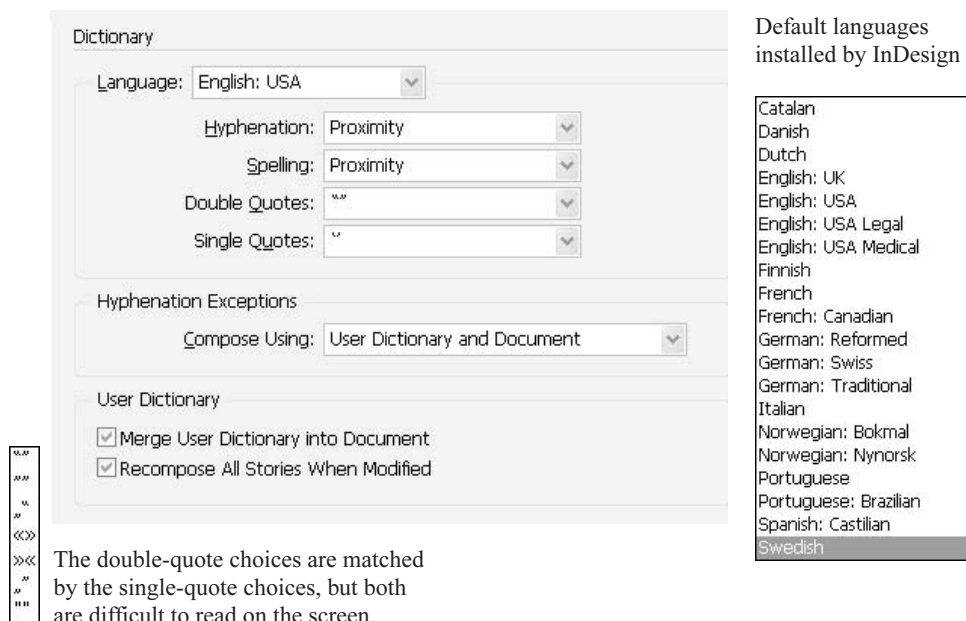 Dictionary
Language: English: USA
Hyphenation: Proximity
Spelling: Proximity
Double Quotes: “”
Single Quotes: ‘’
Hyphenation Exceptions
Compose Using: User Dictionary and Document
User Dictionary
Merge User Dictionary into Document
Recompose All Stories When Modified
“”
””
„“
«»
»«
„”
""
The double-quote choices are matched
by the single-quote choices, but both
are difficult to read on the screen.
Default languages
installed by InDesign
Catalan
Danish
Dutch
English: UK
English: USA
English: USA Legal
English: USA Medical
Finnish
French
French: Canadian
German: Reformed
German: Swiss
German: Traditional
Italian
Norwegian: Bokmal
Norwegian: Nynorsk
Portuguese
Portuguese: Brazilian
Spanish: Castilian
Swedish